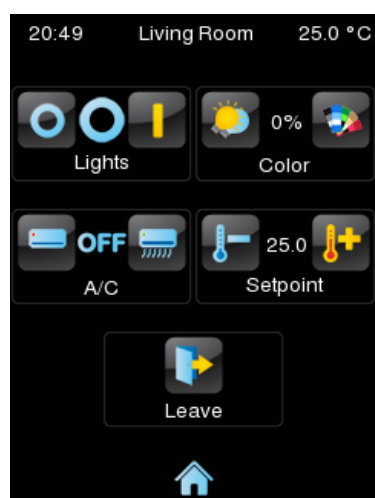 20:49 Living Room 25.0 °C
0%
Lights Color
OFF 25.0
A/C Setpoint
Leave